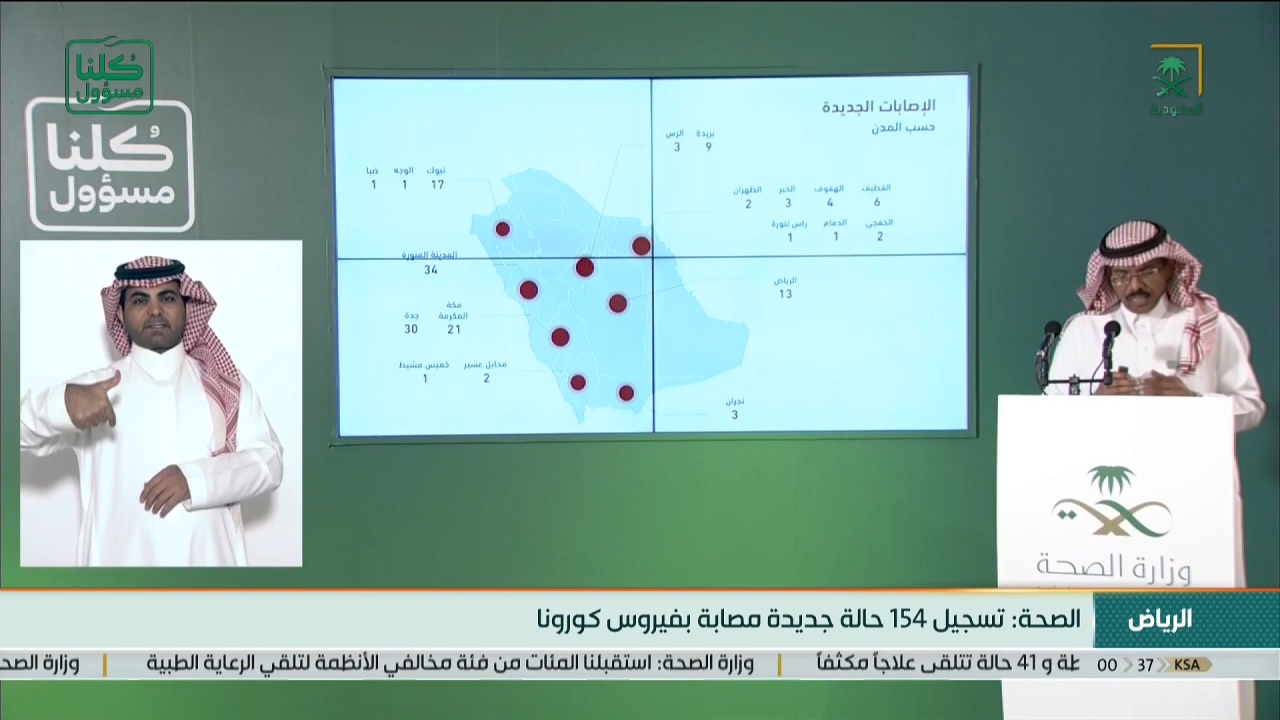 كلنا
مسؤول
كلنا
مسؤول
السعودية
الإصابات الجديدة
حسب المدن
بريدة الرس
9 3
تبوك الوجه ضبا
17 1 1
القطيف الهفوف الخبر الظهران
6 4 3 2
الخفجي الدمام راس تنورة
2 1 1
المدينة المنورة
34
الرياض
13
مكة المكرمة جدة
21 30
محايل عسير خميس مشيط
2 1
نجران
3
وزارة الصحة
الرياض
الصحة: تسجيل 154 حالة جديدة مصابة بفيروس كورونا
KSA 37 00
و 41 حالة تتلقى علاجاً مكثفاً | وزارة الصحة: استقبلنا المئات من فئة مخالفي الأنظمة لتلقي الرعاية الطبية | وزارة الصح